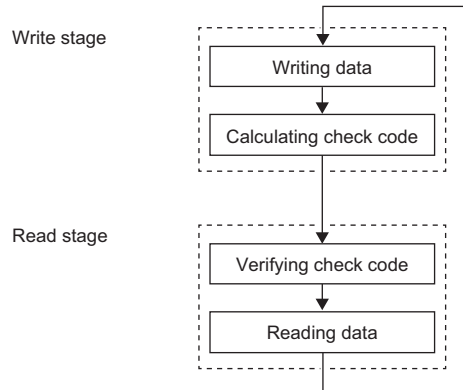 Write stage
Writing data
Calculating check code
Read stage
Verifying check code
Reading data